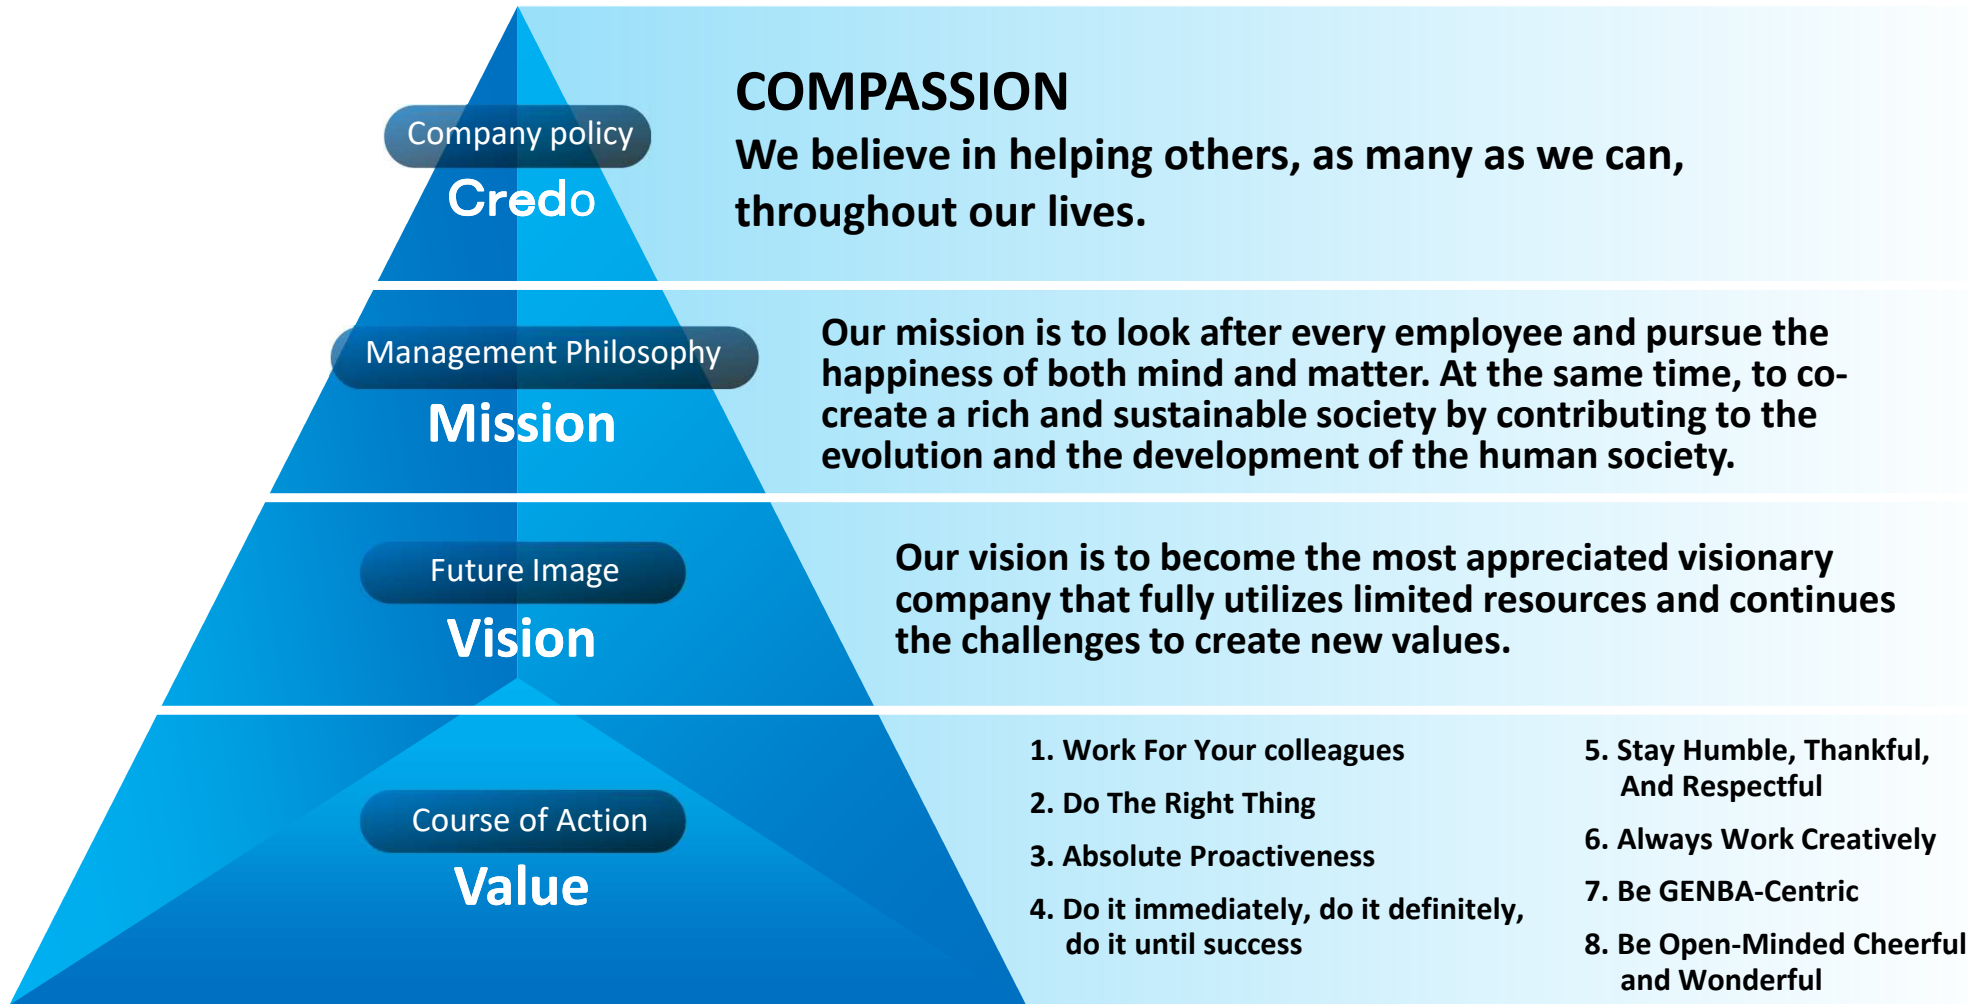 Company policy
Credo
COMPASSION
We believe in helping others, as many as we can,
throughout our lives.
Management Philosophy
Mission
Our mission is to look after every employee and pursue the
happiness of both mind and matter. At the same time, to co-
create a rich and sustainable society by contributing to the
evolution and the development of the human society.
Future Image
Vision
Our vision is to become the most appreciated visionary
company that fully utilizes limited resources and continues
the challenges to create new values.
Course of Action
Value
1. Work For Your colleagues
2. Do The Right Thing
3. Absolute Proactiveness
4. Do it immediately, do it definitely,
do it until success
5. Stay Humble, Thankful,
And Respectful
6. Always Work Creatively
7. Be GENBA-Centric
8. Be Open-Minded Cheerful
and Wonderful